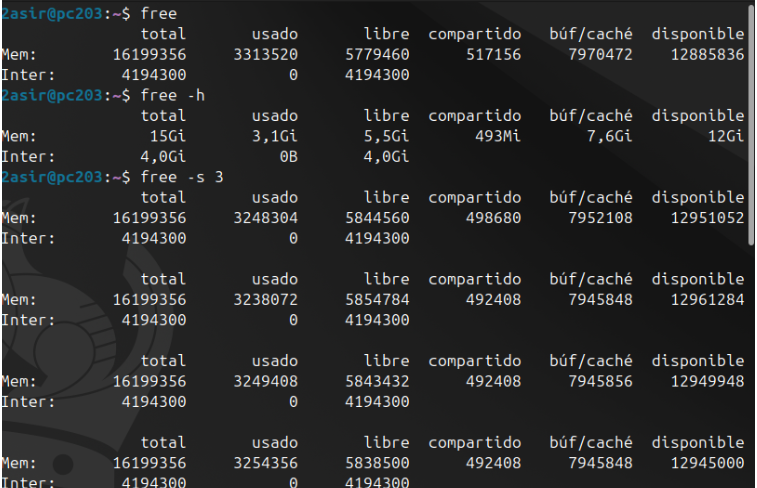 2asir@pc203:~$ free
total usado libre compartido búf/caché disponible
Mem: 16199356 3313520 5779460 517156 7970472 12885836
Inter: 4194300 0 4194300
2asir@pc203:~$ free -h
total usado libre compartido búf/caché disponible
Mem: 15Gi 3,1Gi 5,5Gi 493Mi 7,6Gi 12Gi
Inter: 4,0Gi 0B 4,0Gi
2asir@pc203:~$ free -s 3
total usado libre compartido búf/caché disponible
Mem: 16199356 3248304 5844560 498680 7952108 12951052
Inter: 4194300 0 4194300
total usado libre compartido búf/caché disponible
Mem: 16199356 3238072 5854784 492408 7945848 12961284
Inter: 4194300 0 4194300
total usado libre compartido búf/caché disponible
Mem: 16199356 3249408 5843432 492408 7945856 12949948
Inter: 4194300 0 4194300
total usado libre compartido búf/caché disponible
Mem: 16199356 3254356 5838500 492408 7945848 12945000
Inter: 4194300 0 4194300